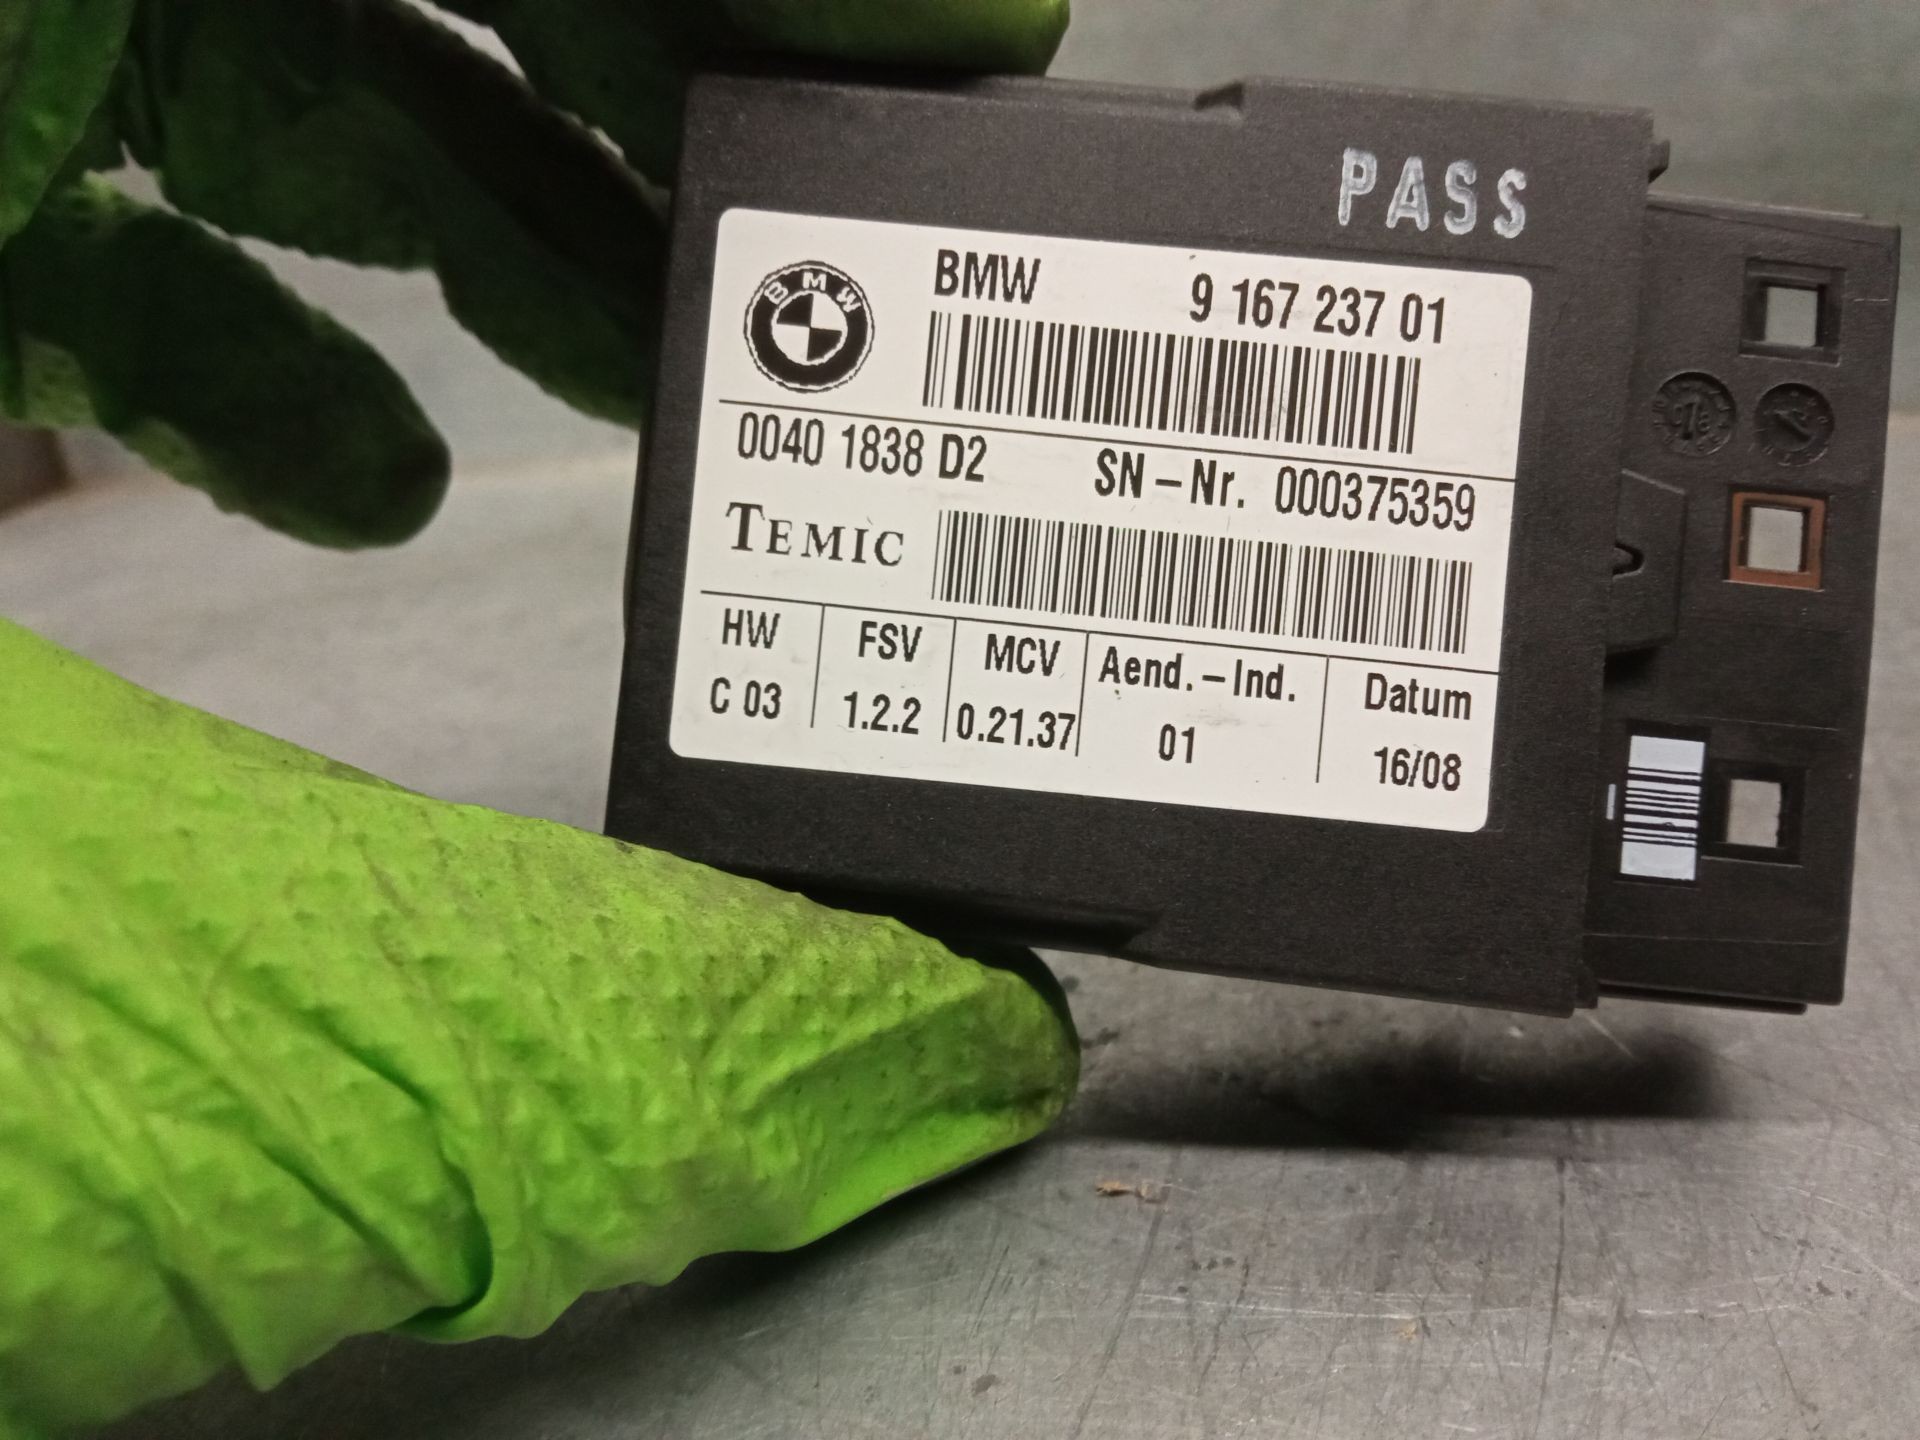 PASS
BMW
BMW 9 167 237 01
0040 1838 D2 SN-Nr. 000375359
TEMIC
HW FSV MCV Aend.-Ind. Datum
C 03 1.2.2 0.21.37 01 16/08